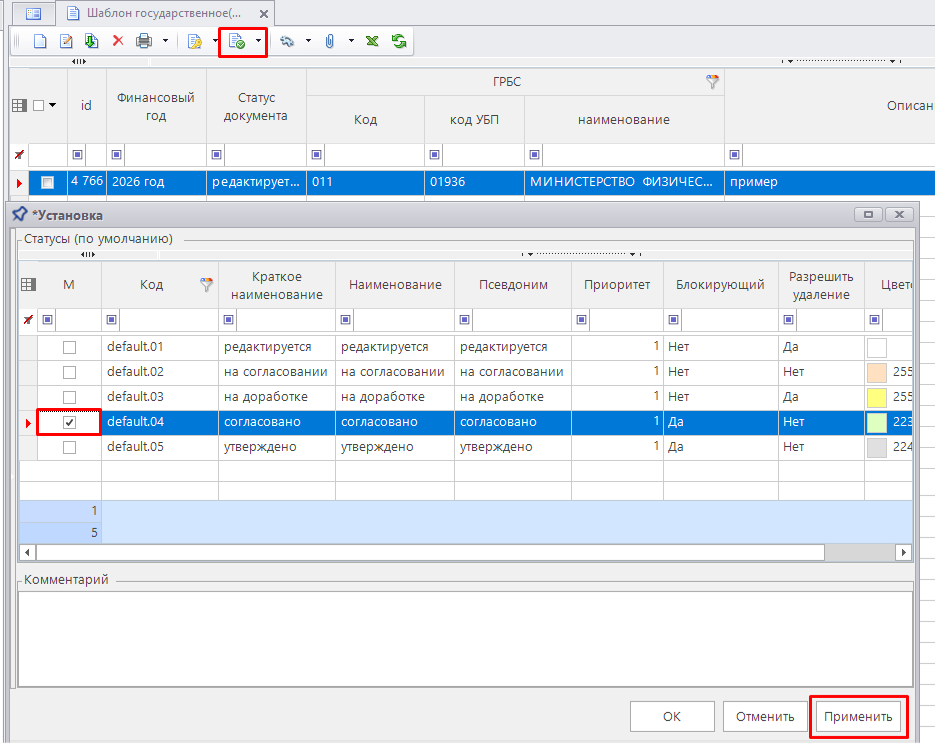 Шаблон государственное(...
ГРБС
id
Финансовый год
Статус документа
Код
код УБП
наименование
Описан
4 766
2026 год
редактирует...
011
01936
МИНИСТЕРСТВО ФИЗИЧЕС...
пример
*Установка
Статусы (по умолчанию)
М
Код
Краткое наименование
Наименование
Псевдоним
Приоритет
Блокирующий
Разрешить удаление
Цвето
default.01 редактируется редактируется редактируется 1 Нет Да
default.02 на согласовании на согласовании на согласовании 1 Нет Нет 255
default.03 на доработке на доработке на доработке 1 Нет Да 255
default.04 согласовано согласовано согласовано 1 Да Нет 223
default.05 утверждено утверждено утверждено 1 Да Нет 224
1
5
Комментарий
ОК
Отменить
Применить